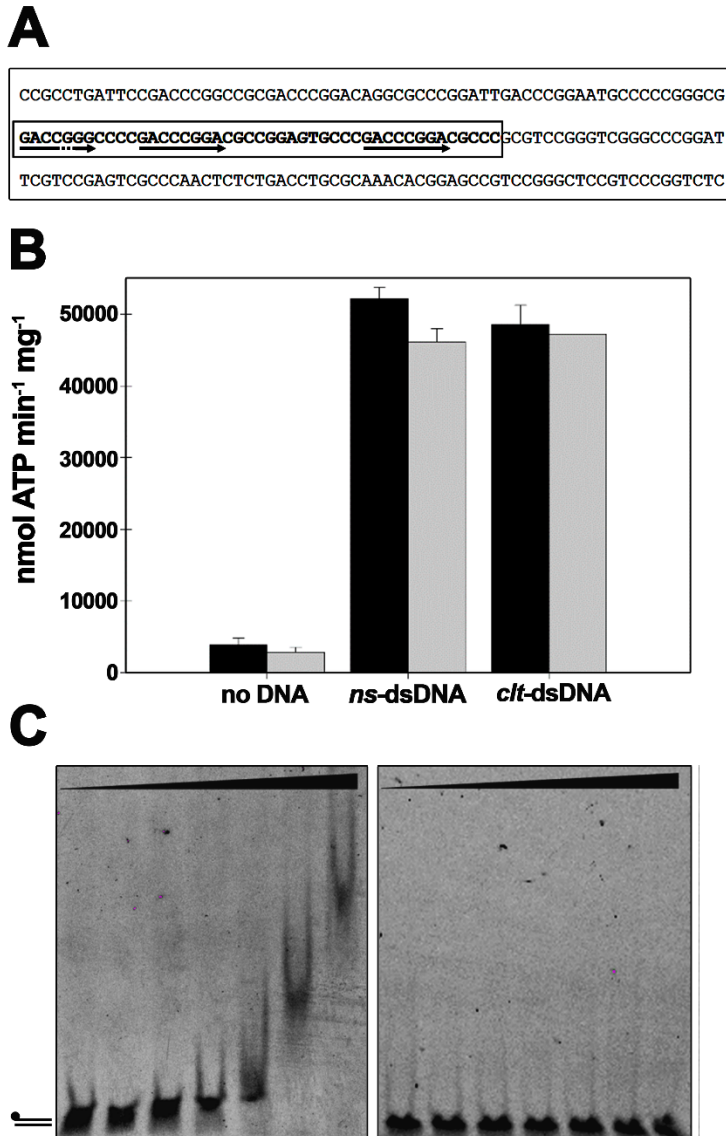 A
CCGCCTGATTCCGACCCGGCCGCGACCCGGACAGGCGCCCGGATTGACCCGGAATGCCCCCGGGCG
GACCGGGCCCCGACCCGGACGCCGGAGTGCCCGACCCGGACGCCCGCGTCCGGGTCGGGCCCGGAT
TCGTCCGAGTCGCCCAACTCTCTGACCTGCGCAAACACGGAGCCGTCCGGGCTCCGTCCCGGTCTC
B
nmol ATP min-1 mg-1
50000
40000
30000
20000
10000
0
no DNA
ns-dsDNA
clt-dsDNA
C